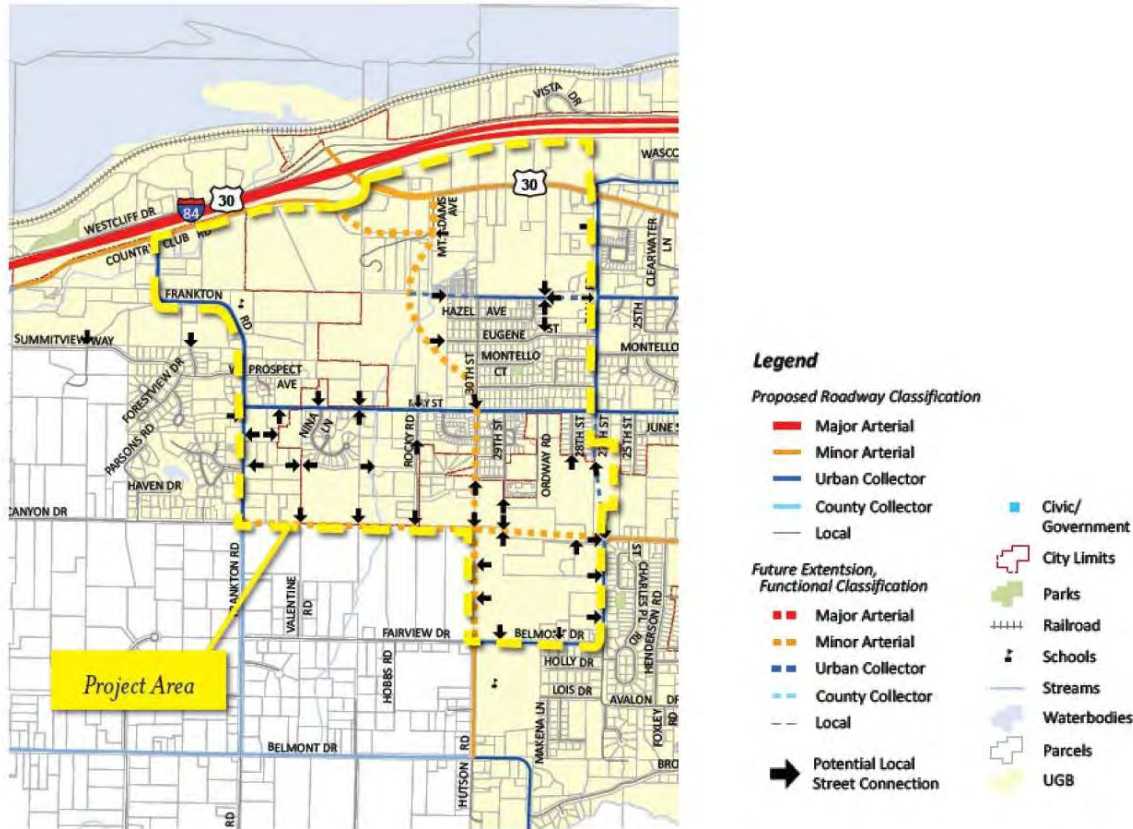 VISTA DR
WASCO
30
30
84
WESTCLIFF DR
COUNTRY CLUB RD
MT ADAMS AVE
CLEARWATER LN
FRANKTON RD
HAZEL AVE
EUGENE ST
25TH
SUMMITVIEW WAY
MONTELLO CT
MONTELLO
PROSPECT AVE
FORESTVIEW DR
30TH ST
NINA LN
ROCKY RD
29TH ST
ORDWAY RD
28TH ST
27TH ST
25TH ST
JUNE S
PARSONS RD
HAVEN DR
CANYON DR
FRANKTON RD
VALENTINE RD
ST CHARLES PL
HENDERSON RD
FAIRVIEW DR
BELMONT DR
HOBBS RD
HOLLY DR
LOIS DR
AVALON DR
MAKENA LN
FOXLEY RD
Project Area
BELMONT DR
HUTSON RD
BRO
RD
Legend
Proposed Roadway Classification
Major Arterial
Minor Arterial
Urban Collector
County Collector
Local
Future Extentsion,
Functional Classification
Major Arterial
Minor Arterial
Urban Collector
County Collector
Local
Potential Local
Street Connection
Civic/
Government
City Limits
Parks
Railroad
Schools
Streams
Waterbodies
Parcels
UGB